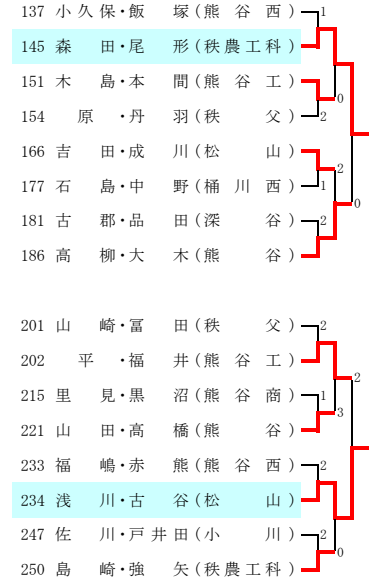 137 小久保・飯塚(熊谷西)
1
145 森田・尾形(秩農工科)
151 木島・本間(熊谷工)
0
154 原・丹羽(秩父)
2
166 吉田・成川(松山)
2
177 石島・中野(桶川西)
1
0
181 古郡・品田(深谷)
2
186 高柳・大木(熊谷)
201 山崎・冨田(秩父)
2
202 平・福井(熊谷工)
2
215 里見・黒沼(熊谷商)
1
3
221 山田・高橋(熊谷)
233 福嶋・赤熊(熊谷西)
2
234 浅川・古谷(松山)
247 佐川・戸井田(小川)
2
0
250 島崎・強矢(秩農工科)